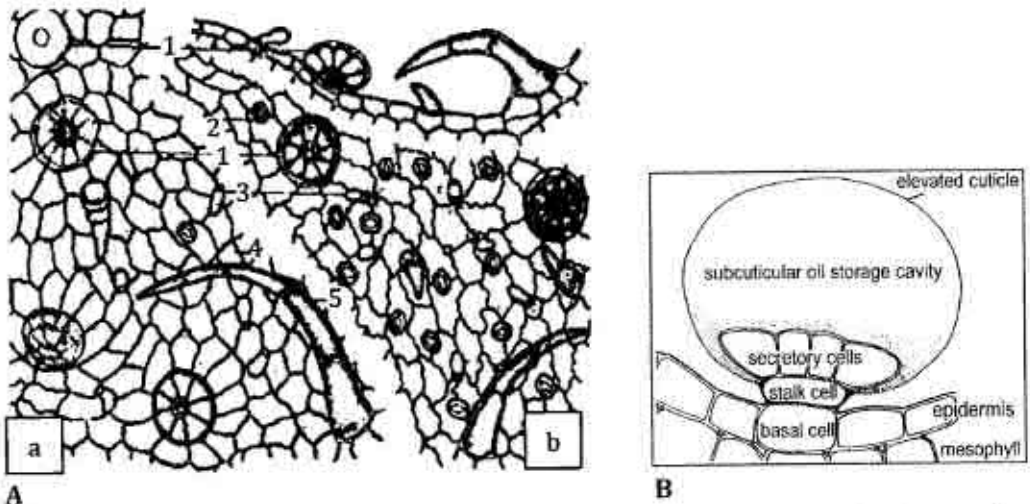 1
2
1
3
4
5
a
b
A
elevated cuticle
subcuticular oil storage cavity
secretory cells
stalk cell
basal cell
epidermis
mesophyll
B